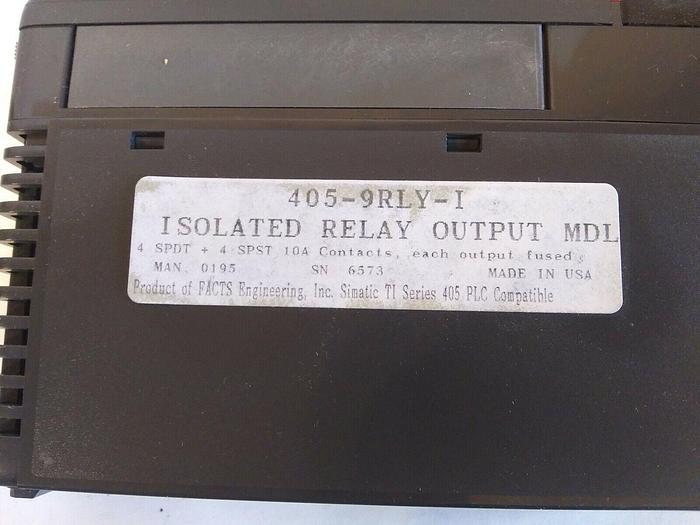 405-9RLY-I
ISOLATED RELAY OUTPUT MDL
4 SPDT + 4 SPST 10A Contacts, each output fused
MAN. 0195 SN 6573 MADE IN USA
Product of FACTS Engineering, Inc. Simatic TI Series 405 PLC Compatible